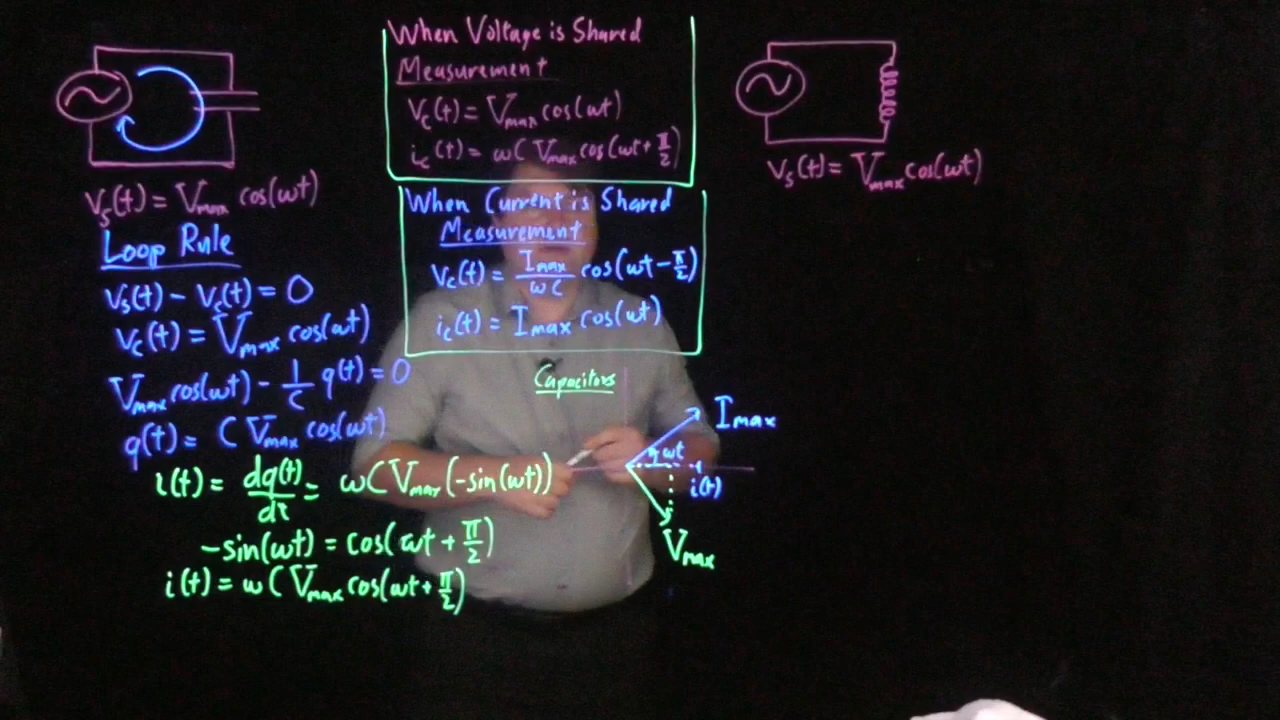 V_s(t) = V_max cos(ωt)
Loop Rule
V_s(t) - V_c(t) = 0
V_c(t) = V_max cos(ωt)
V_max cos(ωt) - 1/C q(t) = 0
q(t) = C V_max cos(ωt)
i(t) = dq(t)/dt = ωC V_max (-sin(ωt))
-sin(ωt) = cos(ωt + π/2)
i(t) = ωC V_max cos(ωt + π/2)
When Voltage is Shared
Measurement
V_c(t) = V_max cos(ωt)
i_c(t) = ωC V_max cos(ωt + π/2)
When Current is Shared
Measurement
V_c(t) = I_max/ωC cos(ωt - π/2)
i_c(t) = I_max cos(ωt)
Capacitors
I_max
ωt
i(t)
V_max
V_s(t) = V_max cos(ωt)